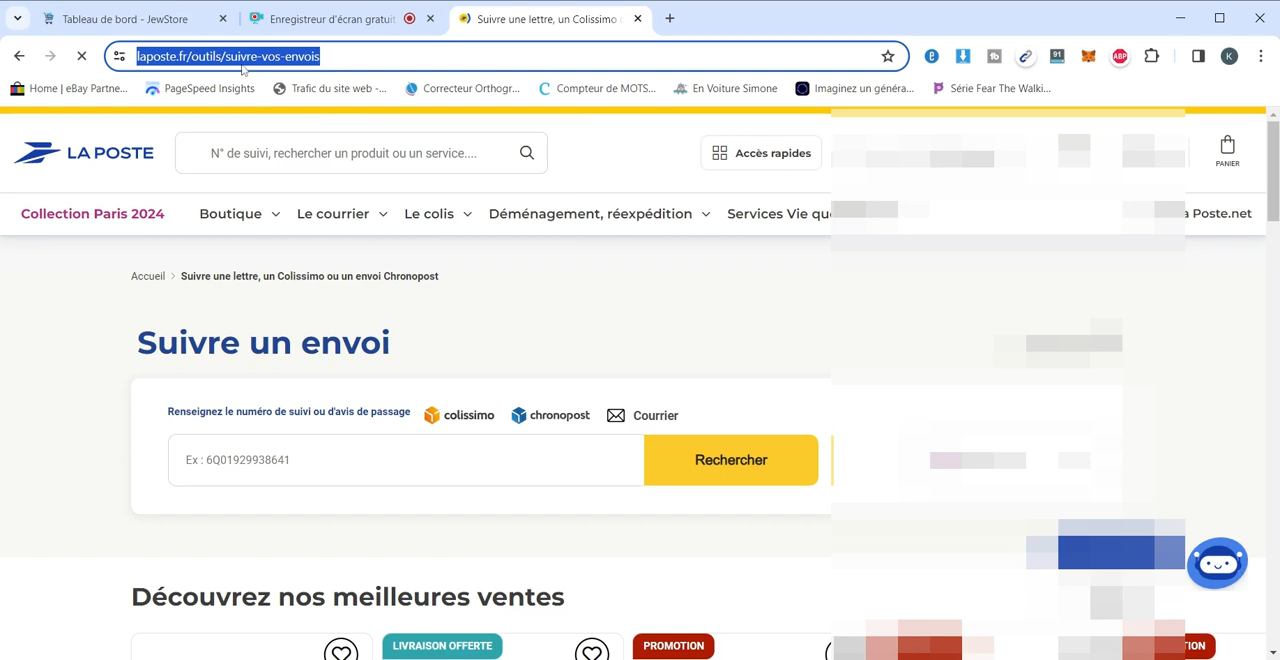 Tableau de bord - JewStore
Enregistreur d'écran gratuit
Suivre une lettre, un Colissimo
laposte.fr/outils/suivre-vos-envois
91
ABP
K
Home | eBay Partne...
PageSpeed Insights
Trafic du site web -...
Correcteur Orthogr...
Compteur de MOTS...
En Voiture Simone
Imaginez un généra...
Série Fear The Walki...
LA POSTE
N° de suivi, rechercher un produit ou un service....
Accès rapides
PANIER
Collection Paris 2024
Boutique
Le courrier
Le colis
Déménagement, réexpédition
Services Vie
Poste.net
Accueil > Suivre une lettre, un Colissimo ou un envoi Chronopost
Suivre un envoi
Renseignez le numéro de suivi ou d'avis de passage
colissimo
chronopost
Courrier
Ex : 6Q01929938641
Rechercher
Découvrez nos meilleures ventes
LIVRAISON OFFERTE
PROMOTION